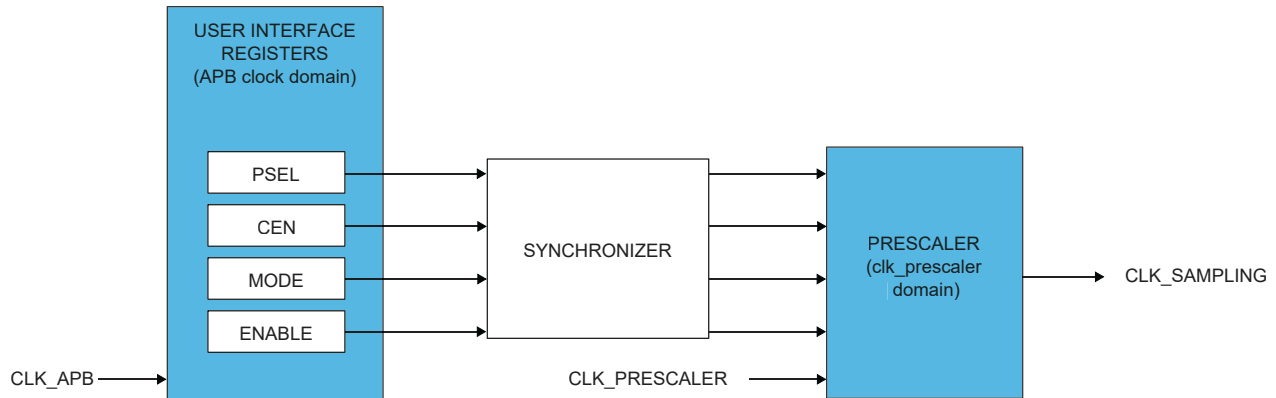 USER INTERFACE
REGISTERS
(APB clock domain)
PSEL
CEN
MODE
ENABLE
CLK_APB
SYNCHRONIZER
CLK_PRESCALER
PRESCALER
(clk_prescaler
domain)
CLK_SAMPLING